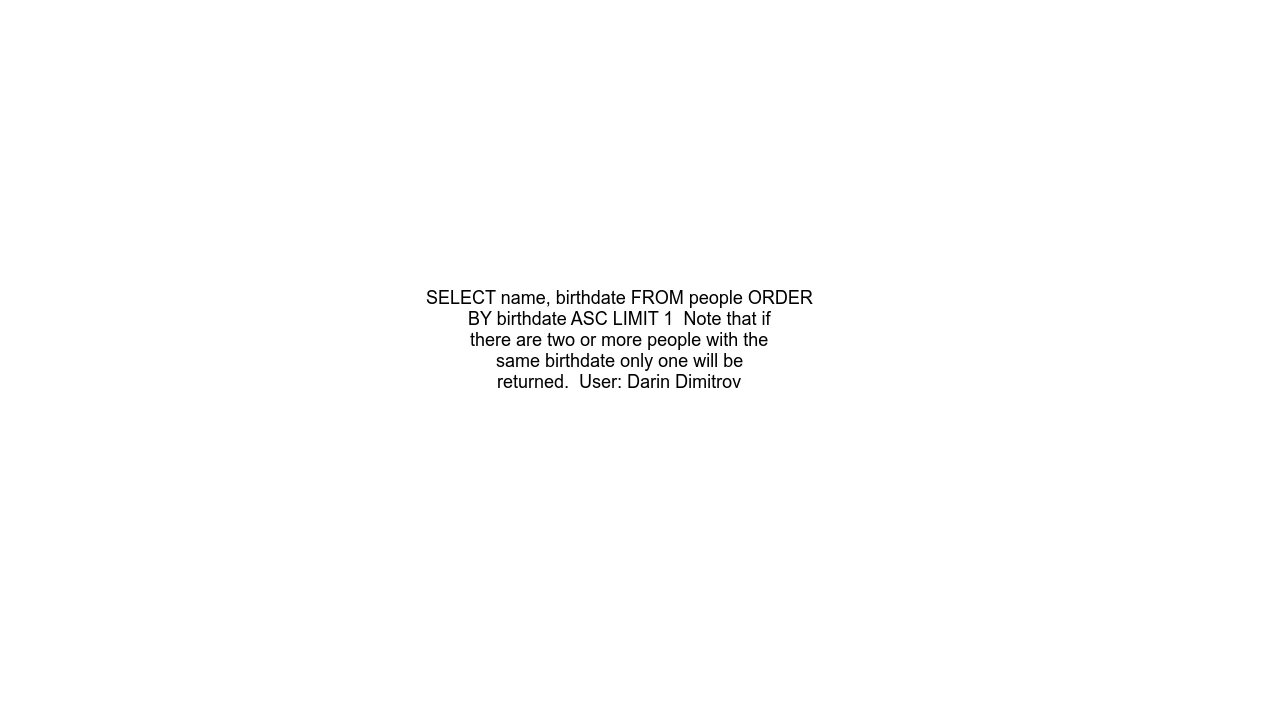 SELECT name, birthdate FROM people ORDER
BY birthdate ASC LIMIT 1  Note that if
there are two or more people with the
same birthdate only one will be
returned.  User: Darin Dimitrov